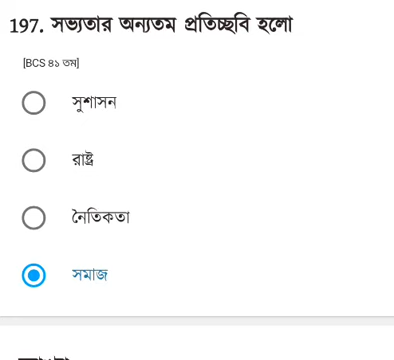 197. সভ্যতার অন্যতম প্রতিচ্ছবি হলো
[BCS ৪১ তম]
সুশাসন
রাষ্ট্র
নৈতিকতা
সমাজ